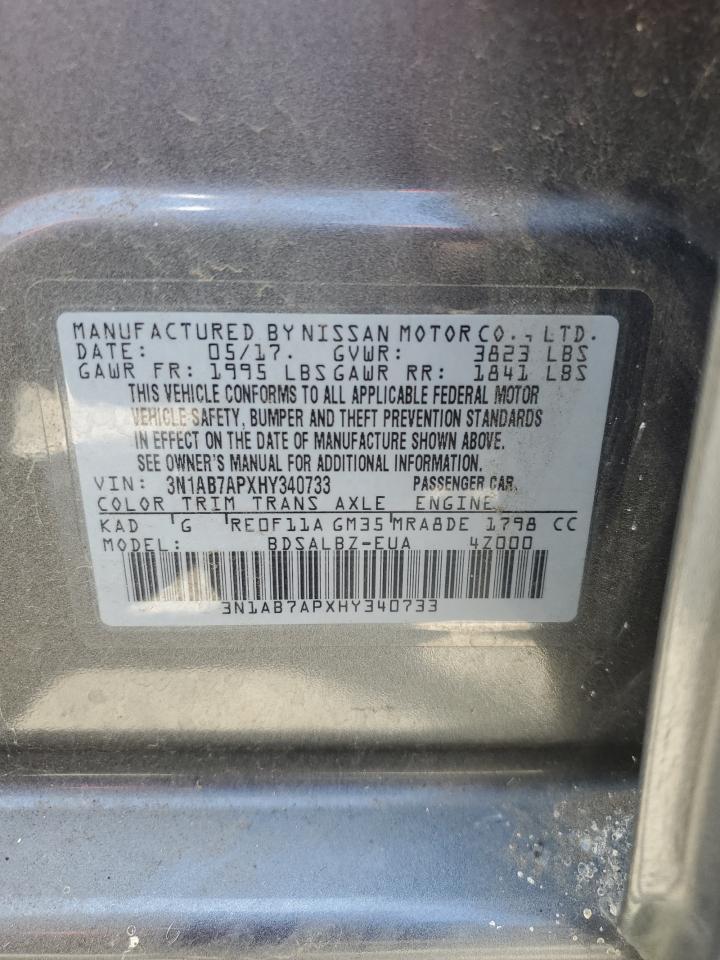 MANUFACTURED BY NISSAN MOTOR CO., LTD.
DATE: 05/17. GVWR: 3823 LBS
GAWR FR: 1995 LBS GAWR RR: 1841 LBS
THIS VEHICLE CONFORMS TO ALL APPLICABLE FEDERAL MOTOR
VEHICLE SAFETY, BUMPER AND THEFT PREVENTION STANDARDS
IN EFFECT ON THE DATE OF MANUFACTURE SHOWN ABOVE.
SEE OWNER'S MANUAL FOR ADDITIONAL INFORMATION.
VIN: 3N1AB7APXHY340733 PASSENGER CAR.
COLOR TRIM TRANS AXLE ENGINE
KAD G RE0F11A GM35 MRA8DE 1798 CC
MODEL: BDSALBZ-EUA 4Z000
3N1AB7APXHY340733